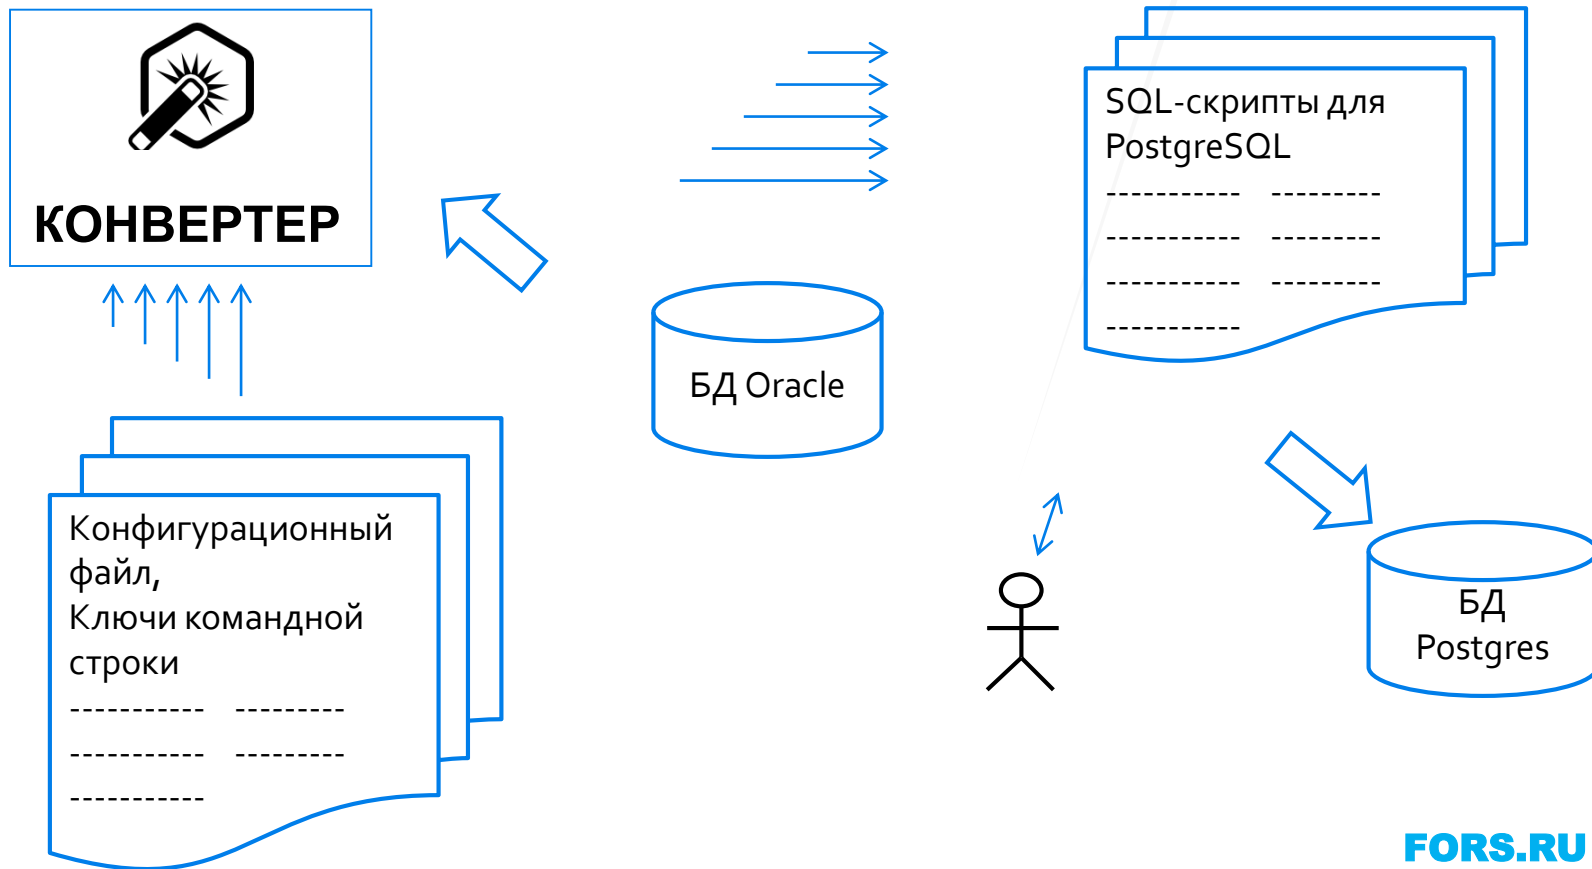 КОНВЕРТЕР
SQL-скрипты для
PostgreSQL
----------- ---------
----------- ---------
----------- ---------
-----------
БД Oracle
Конфигурационный
файл,
Ключи командной
строки
----------- ---------
----------- ---------
-----------
БД
Postgres
FORS.RU